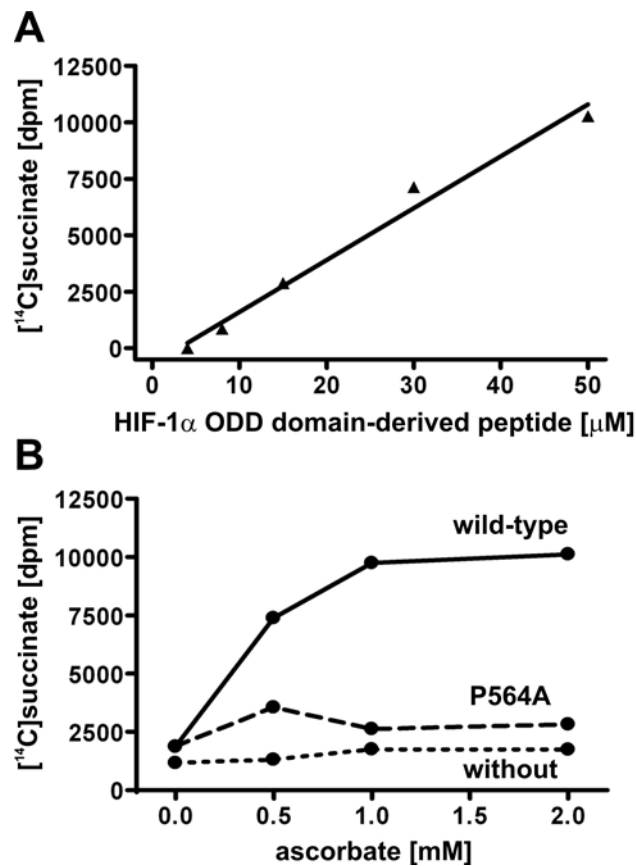 A
[¹⁴C]succinate [dpm]
12500
10000
7500
5000
2500
0
0 10 20 30 40 50
HIF-1α ODD domain-derived peptide [μM]
B
[¹⁴C]succinate [dpm]
12500
10000
7500
5000
2500
0
wild-type
P564A
without
0.0 0.5 1.0 1.5 2.0
ascorbate [mM]